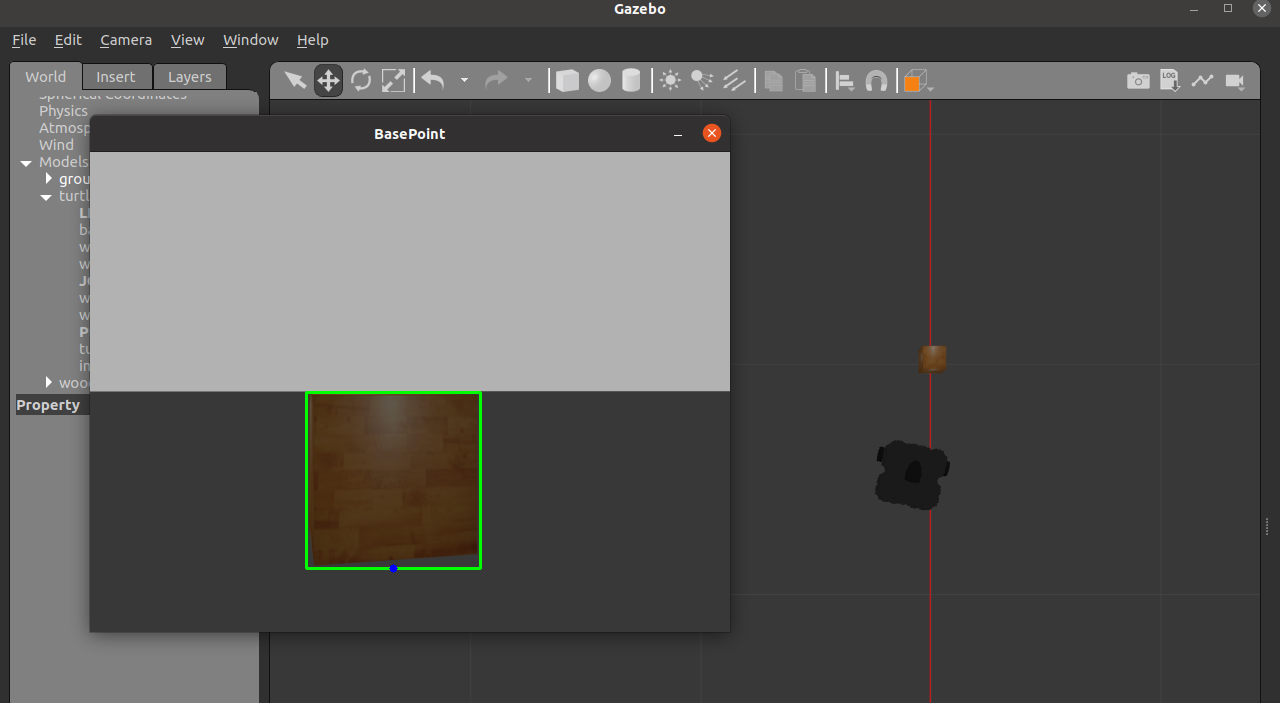 Gazebo
File Edit Camera View Window Help
World Insert Layers
Spherical Coordinates
Physics
Atmosp
Wind
Models
grou
turtl
BasePoint
LI
ba
w
w
JO
w
w
P
tu
in
woo
Property
LOG